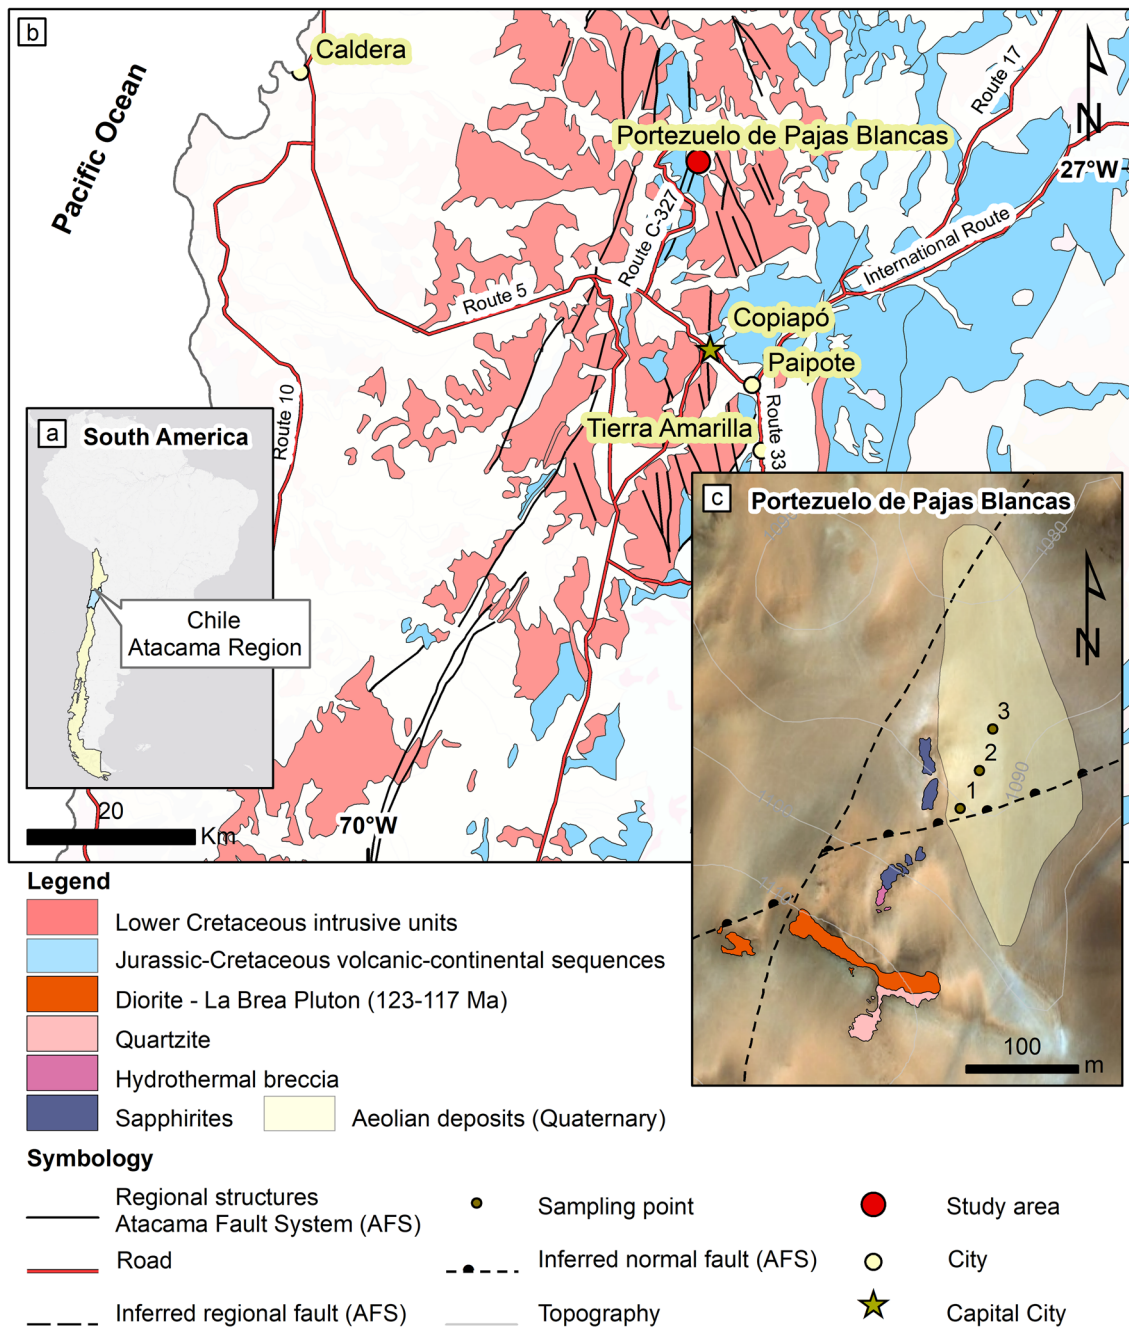 b
Caldera
Pacific Ocean
Route 17
N
Portezuelo de Pajas Blancas
27°W
Route C-327
International Route
Route 5
Copiapó
Paipote
Route 10
Tierra Amarilla
Route 33
a
South America
Chile
Atacama Region
20
Km
70°W
c
Portezuelo de Pajas Blancas
1080
N
3
2
1
1090
100
m
Legend
Lower Cretaceous intrusive units
Jurassic-Cretaceous volcanic-continental sequences
Diorite - La Brea Pluton (123-117 Ma)
Quartzite
Hydrothermal breccia
Sapphirites
Aeolian deposits (Quaternary)
Symbology
Regional structures
Atacama Fault System (AFS)
Sampling point
Study area
Road
Inferred normal fault (AFS)
City
Inferred regional fault (AFS)
Topography
Capital City